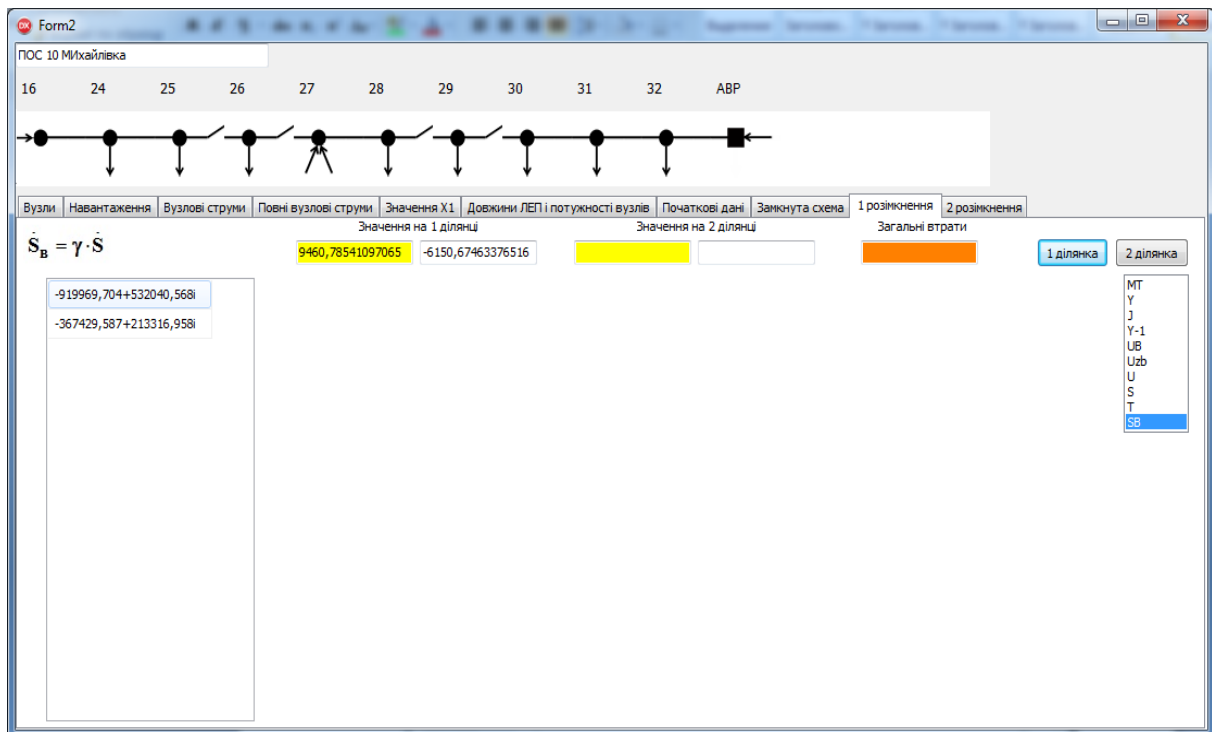 Form2
ПОС 10 МИхайлівка
16 24 25 26 27 28 29 30 31 32 АВР
Вузли Навантаження Вузлові струми Повні вузлові струми Значення X1 Довжини ЛЕП і потужності вузлів Початкові дані Замкнута схема 1 розімкнення 2 розімкнення
Значення на 1 ділянці Значення на 2 ділянці Загальні втрати
Ṡ_B = γ · Ṡ
9460,78541097065 -6150,67463376516 1 ділянка 2 ділянка
-919969,704+532040,568i
-367429,587+213316,958i
MT
Y
J
Y-1
UB
Uzb
U
S
T
SB